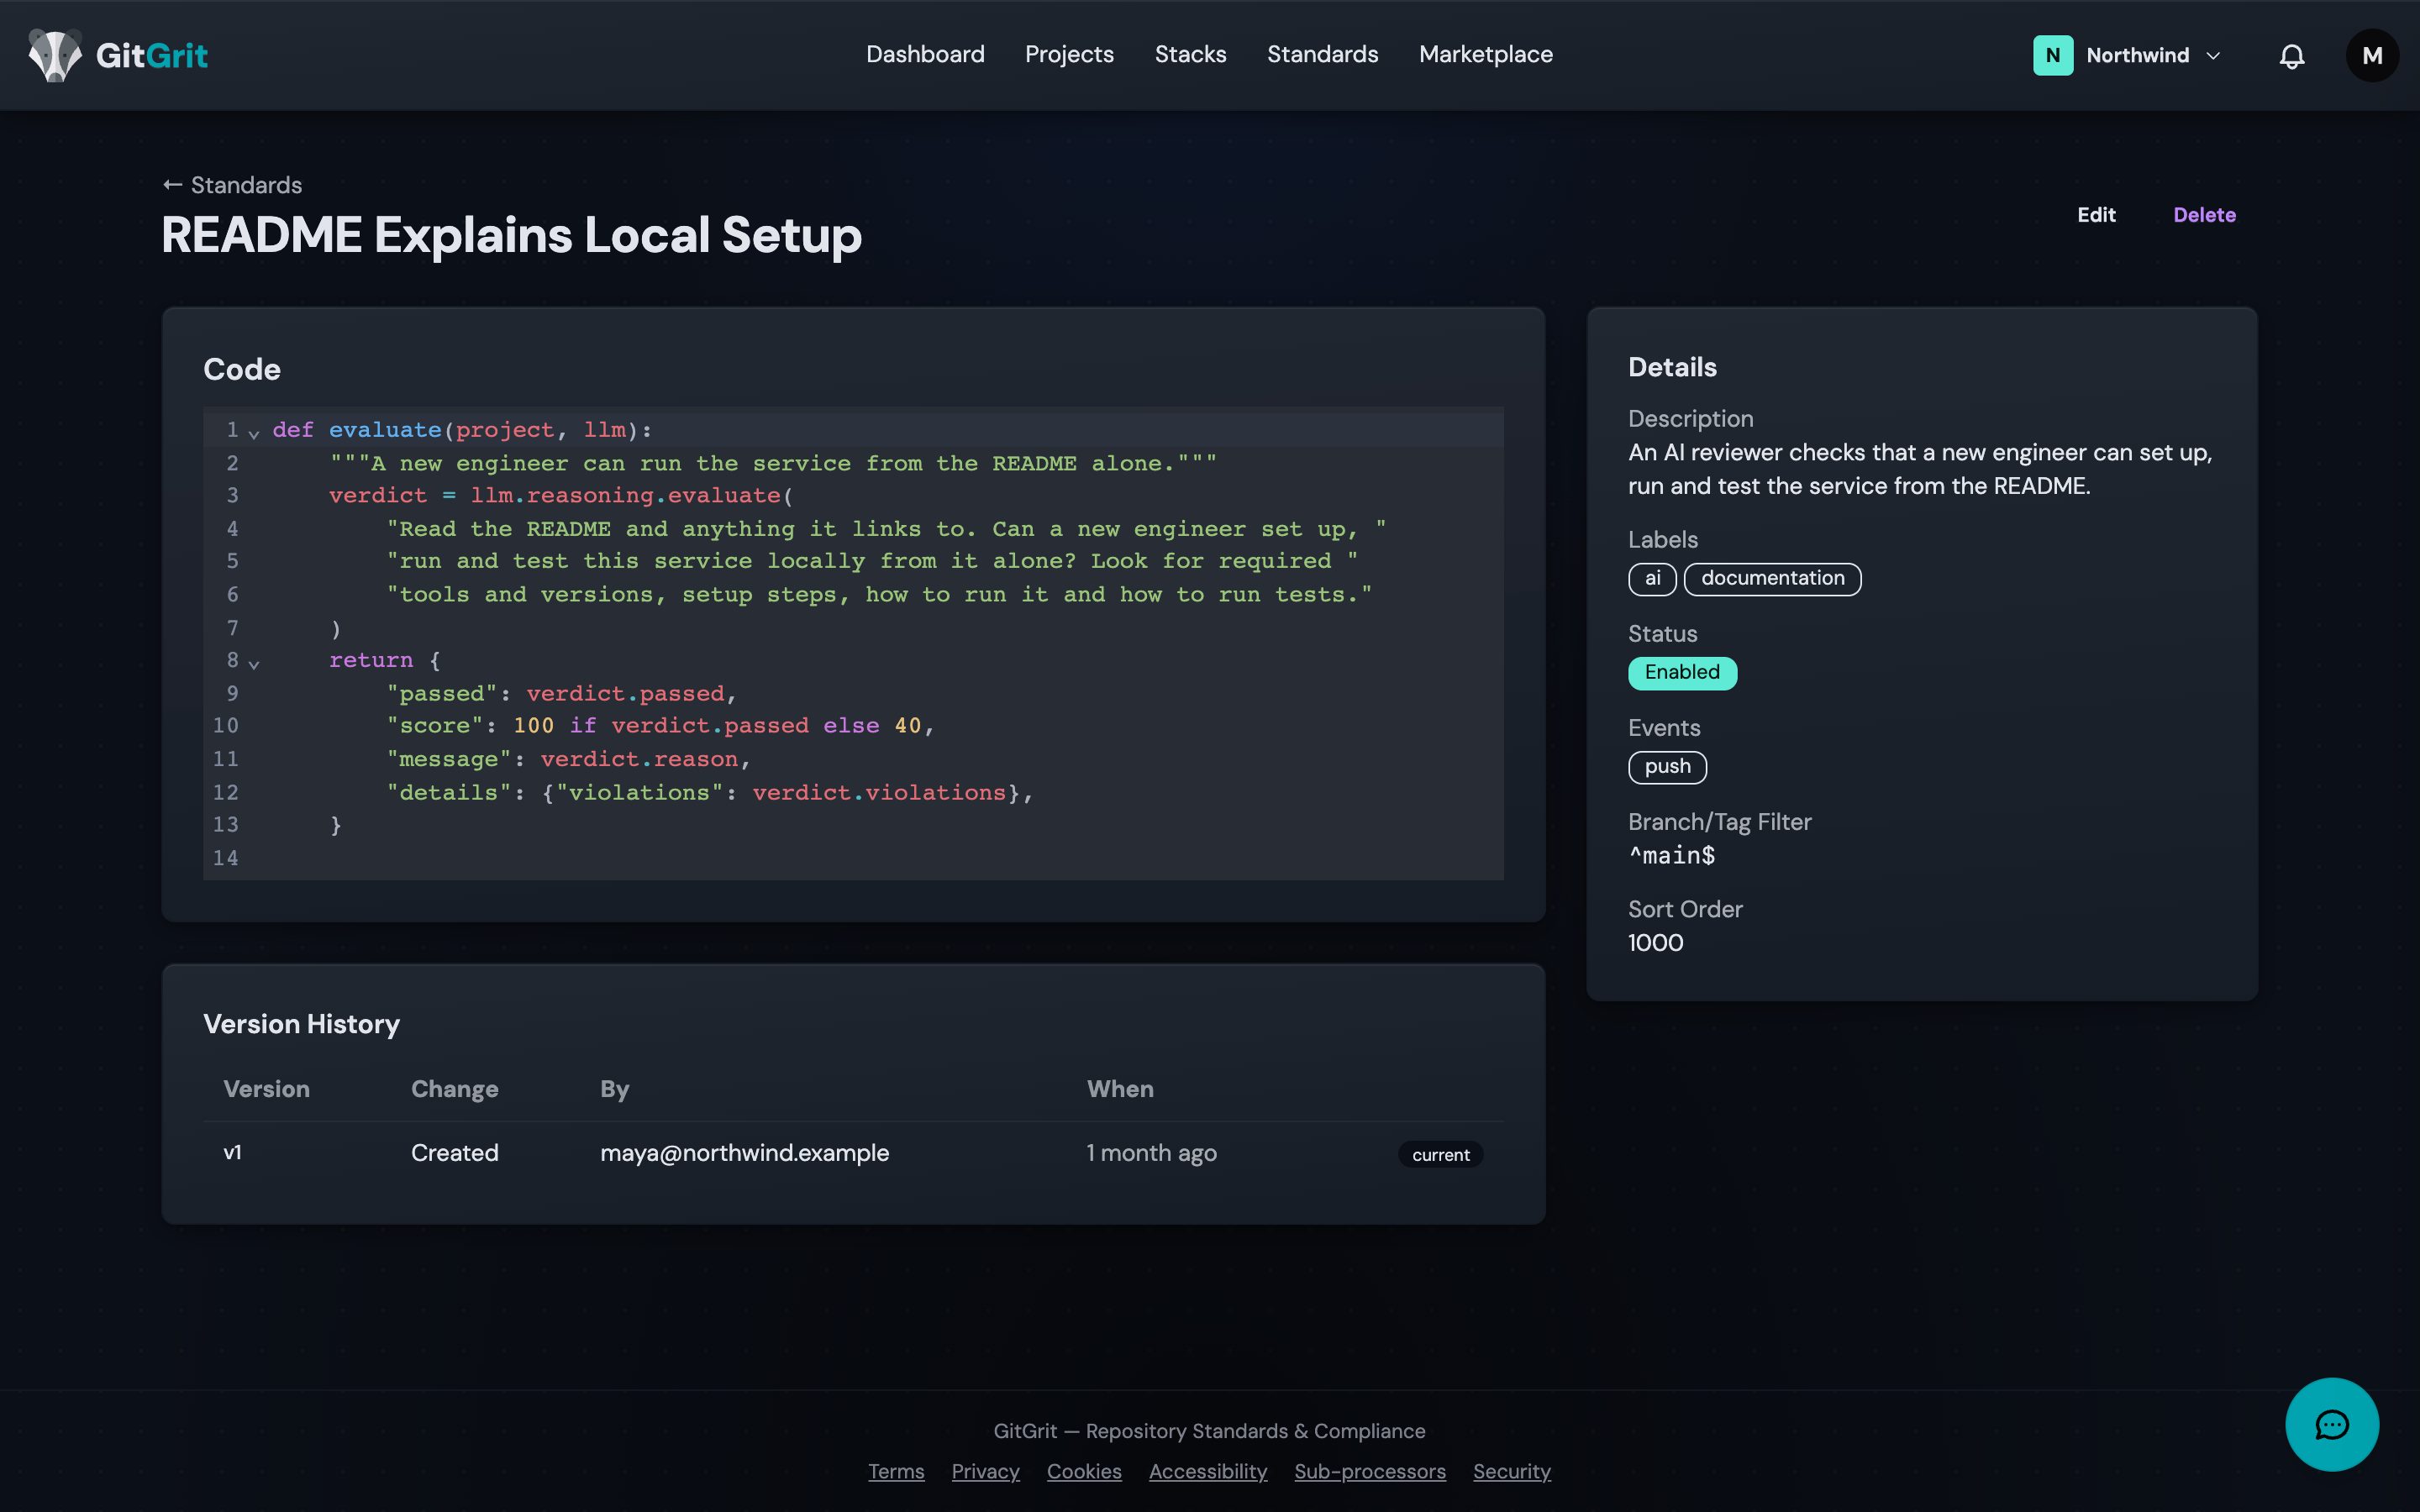 GitGrit
Dashboard Projects Stacks Standards Marketplace
N Northwind
M
← Standards
README Explains Local Setup
Edit Delete
Code
1 def evaluate(project, llm):
2 """A new engineer can run the service from the README alone."""
3 verdict = llm.reasoning.evaluate(
4 "Read the README and anything it links to. Can a new engineer set up, "
5 "run and test this service locally from it alone? Look for required "
6 "tools and versions, setup steps, how to run it and how to run tests."
7 )
8 return {
9 "passed": verdict.passed,
10 "score": 100 if verdict.passed else 40,
11 "message": verdict.reason,
12 "details": {"violations": verdict.violations},
13 }
14
Version History
Version Change By When
v1 Created maya@northwind.example 1 month ago current
Details
Description
An AI reviewer checks that a new engineer can set up,
run and test the service from the README.
Labels
ai documentation
Status
Enabled
Events
push
Branch/Tag Filter
^main$
Sort Order
1000
GitGrit — Repository Standards & Compliance
Terms Privacy Cookies Accessibility Sub-processors Security